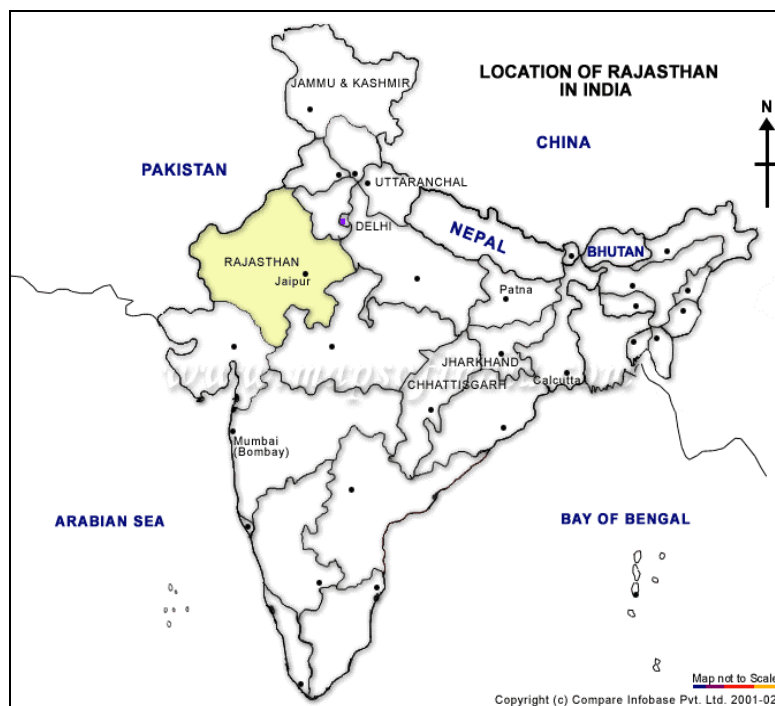 LOCATION OF RAJASTHAN
IN INDIA
JAMMU & KASHMIR
N
CHINA
PAKISTAN
UTTARANCHAL
DELHI
NEPAL
BHUTAN
RAJASTHAN
Jaipur
Patna
JHARKHAND
CHHATTISGARH
Calcutta
Mumbai
(Bombay)
ARABIAN SEA
BAY OF BENGAL
Map not to Scale
Copyright (c) Compare Infobase Pvt. Ltd. 2001-02